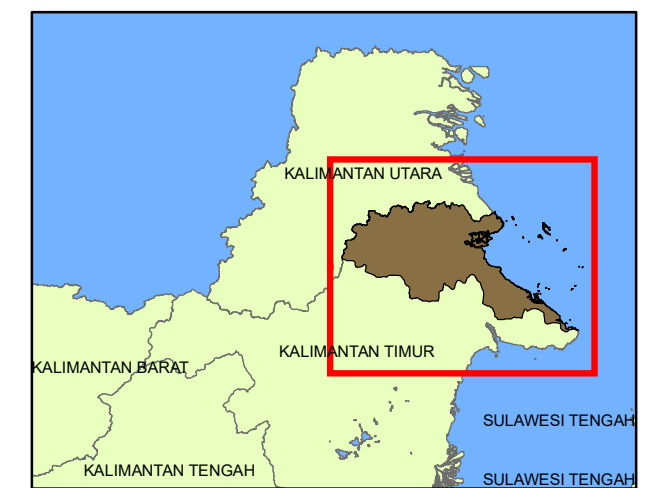 KALIMANTAN UTARA
KALIMANTAN TIMUR
KALIMANTAN BARAT
SULAWESI TENGAH
KALIMANTAN TENGAH
SULAWESI TENGAH